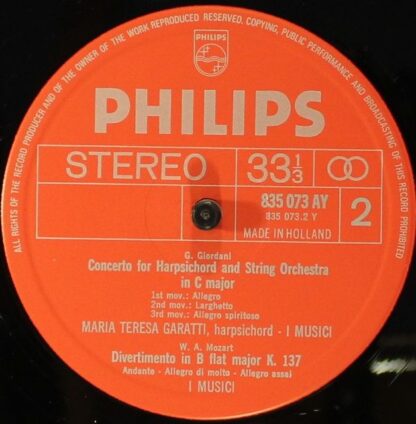 ALL RIGHTS OF THE RECORD PRODUCER AND OF THE OWNER OF THE WORK REPRODUCED RESERVED. COPYING, PUBLIC PERFORMANCE AND BROADCASTING OF THIS RECORD PROHIBITED
PHILIPS
PHILIPS
STEREO 33⅓
835 073 AY
835 073.2 Y
2
MADE IN HOLLAND
G. Giordani
Concerto for Harpsichord and String Orchestra
in C major
1st mov.: Allegro
2nd mov.: Larghetto
3rd mov.: Allegro spiritoso
MARIA TERESA GARATTI, harpsichord - I MUSICI
W. A. Mozart
Divertimento in B flat major K. 137
Andante - Allegro di molto - Allegro assai
I MUSICI